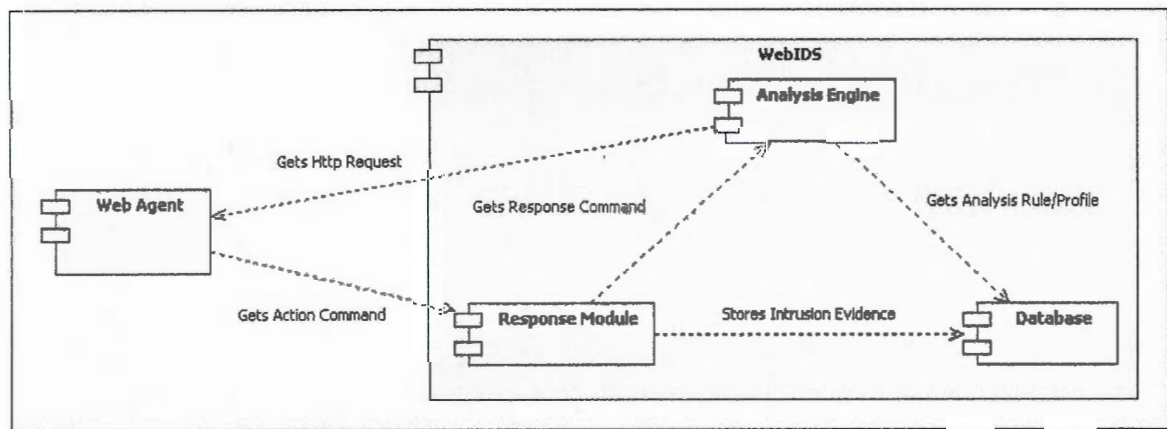 WebIDS
Analysis Engine
Gets Http Request
Web Agent
Gets Response Command
Gets Analysis Rule/Profile
Gets Action Command
Response Module
Stores Intrusion Evidence
Database